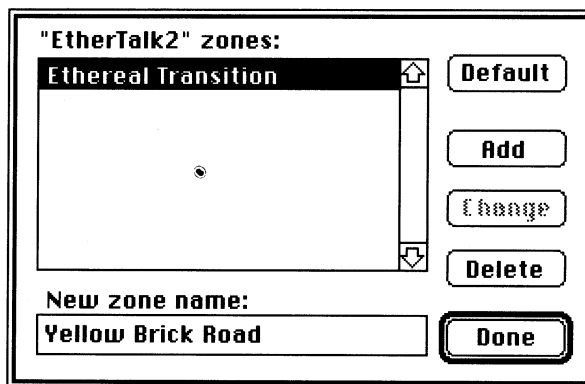 "EtherTalk2" zones:
Ethereal Transition
Default
Add
Change
Delete
New zone name:
Yellow Brick Road
Done